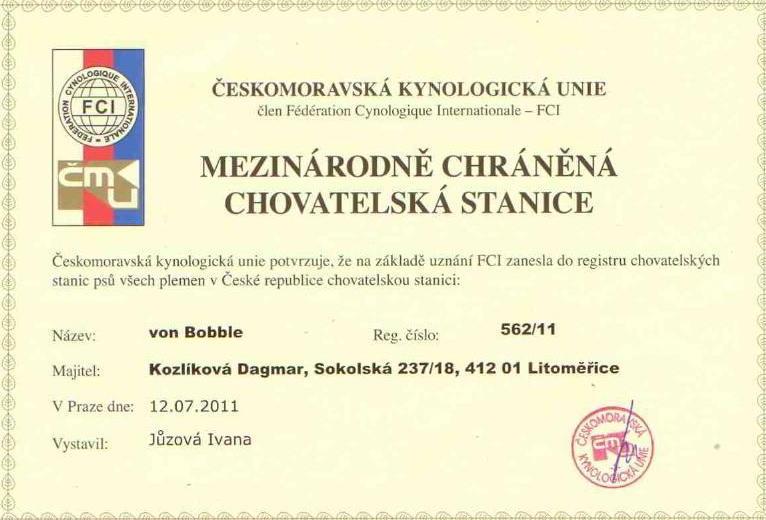 FÉDÉRATION CYNOLOGIQUE INTERNATIONALE
FCI
ČMKU
ČESKOMORAVSKÁ KYNOLOGICKÁ UNIE
člen Fédération Cynologique Internationale – FCI
MEZINÁRODNĚ CHRÁNĚNÁ
CHOVATELSKÁ STANICE
Českomoravská kynologická unie potvrzuje, že na základě uznání FCI zanesla do registru chovatelských
stanic psů všech plemen v České republice chovatelskou stanici:
Název: von Bobble Reg. číslo: 562/11
Majitel: Kozlíková Dagmar, Sokolská 237/18, 412 01 Litoměřice
V Praze dne: 12.07.2011
Vystavil: Jůzová Ivana
ČESKOMORAVSKÁ
ČMKU
KYNOLOGICKÁ UNIE